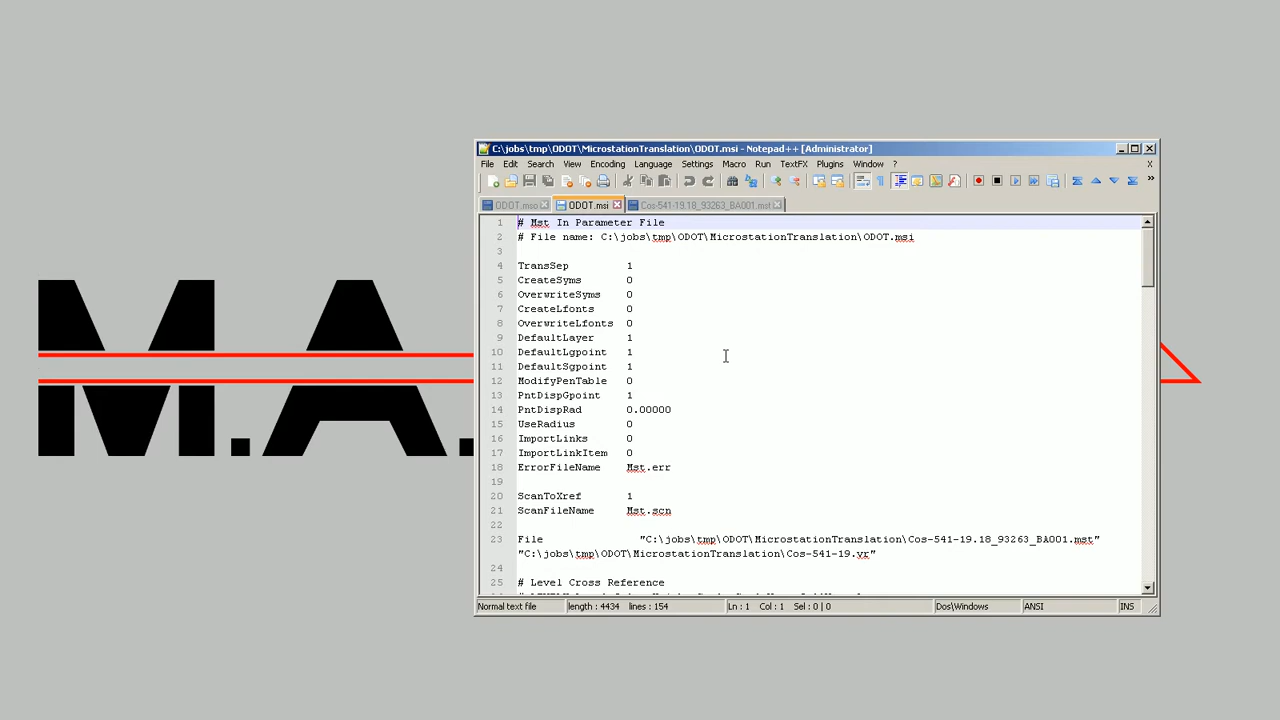 M.A.
C:\jobs\tmp\ODOT\MicrostationTranslation\ODOT.msi - Notepad++ [Administrator]
File Edit Search View Encoding Language Settings Macro Run TextFX Plugins Window ? X
ODOT.mso ODOT.msi Cos-541-19.18_93263_BA001.mst
1 # Mst In Parameter File
2 # File name: C:\jobs\tmp\ODOT\MicrostationTranslation\ODOT.msi
3
4 TransSep 1
5 CreateSyms 0
6 OverwriteSyms 0
7 CreateLfonts 0
8 OverwriteLfonts 0
9 DefaultLayer 1
10 DefaultLgpoint 1
11 DefaultSgpoint 1
12 ModifyPenTable 0
13 PntDispGpoint 1
14 PntDispRad 0.00000
15 UseRadius 0
16 ImportLinks 0
17 ImportLinkItem 0
18 ErrorFileName Mst.err
19
20 ScanToXref 1
21 ScanFileName Mst.scn
22
23 File "C:\jobs\tmp\ODOT\MicrostationTranslation\Cos-541-19.18_93263_BA001.mst"
"C:\jobs\tmp\ODOT\MicrostationTranslation\Cos-541-19.vr"
24
25 # Level Cross Reference
Normal text file length : 4434 lines : 154 Ln : 1 Col : 1 Sel : 0 | 0 Dos\Windows ANSI INS